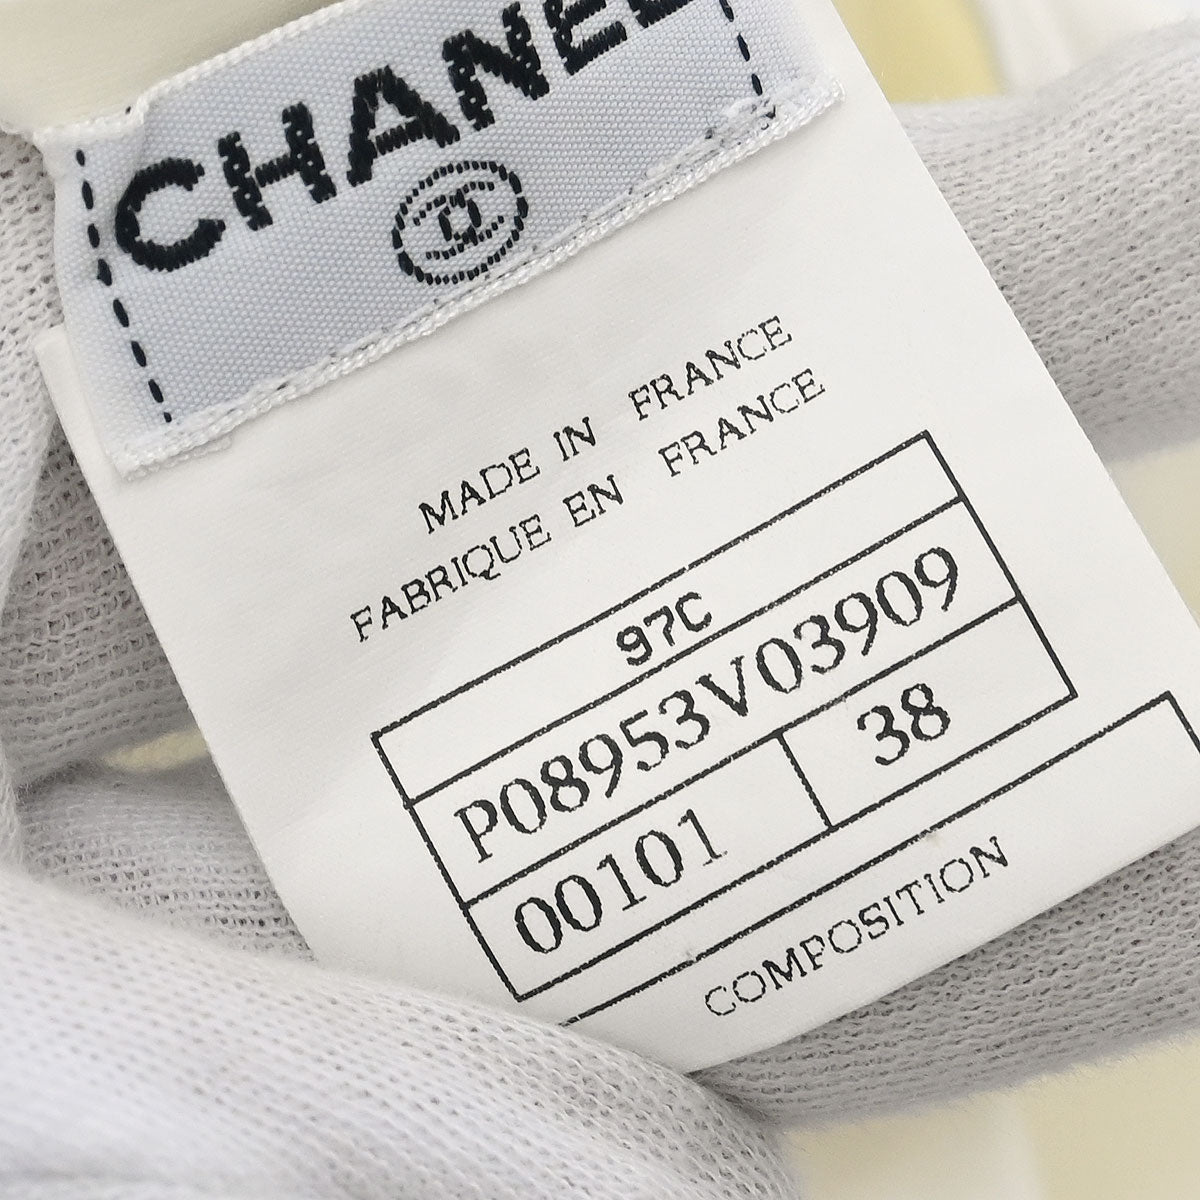 CHANEL
MADE IN FRANCE
FABRIQUE EN FRANCE
97C
P08953V03909
00101 38
COMPOSITION